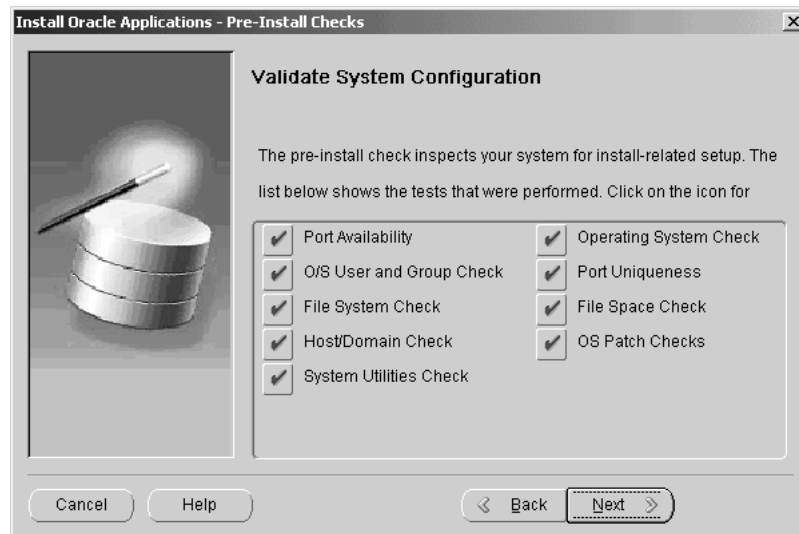 Install Oracle Applications - Pre-Install Checks
Validate System Configuration
The pre-install check inspects your system for install-related setup. The
list below shows the tests that were performed. Click on the icon for
Port Availability
Operating System Check
O/S User and Group Check
Port Uniqueness
File System Check
File Space Check
Host/Domain Check
OS Patch Checks
System Utilities Check
Cancel
Help
Back
Next